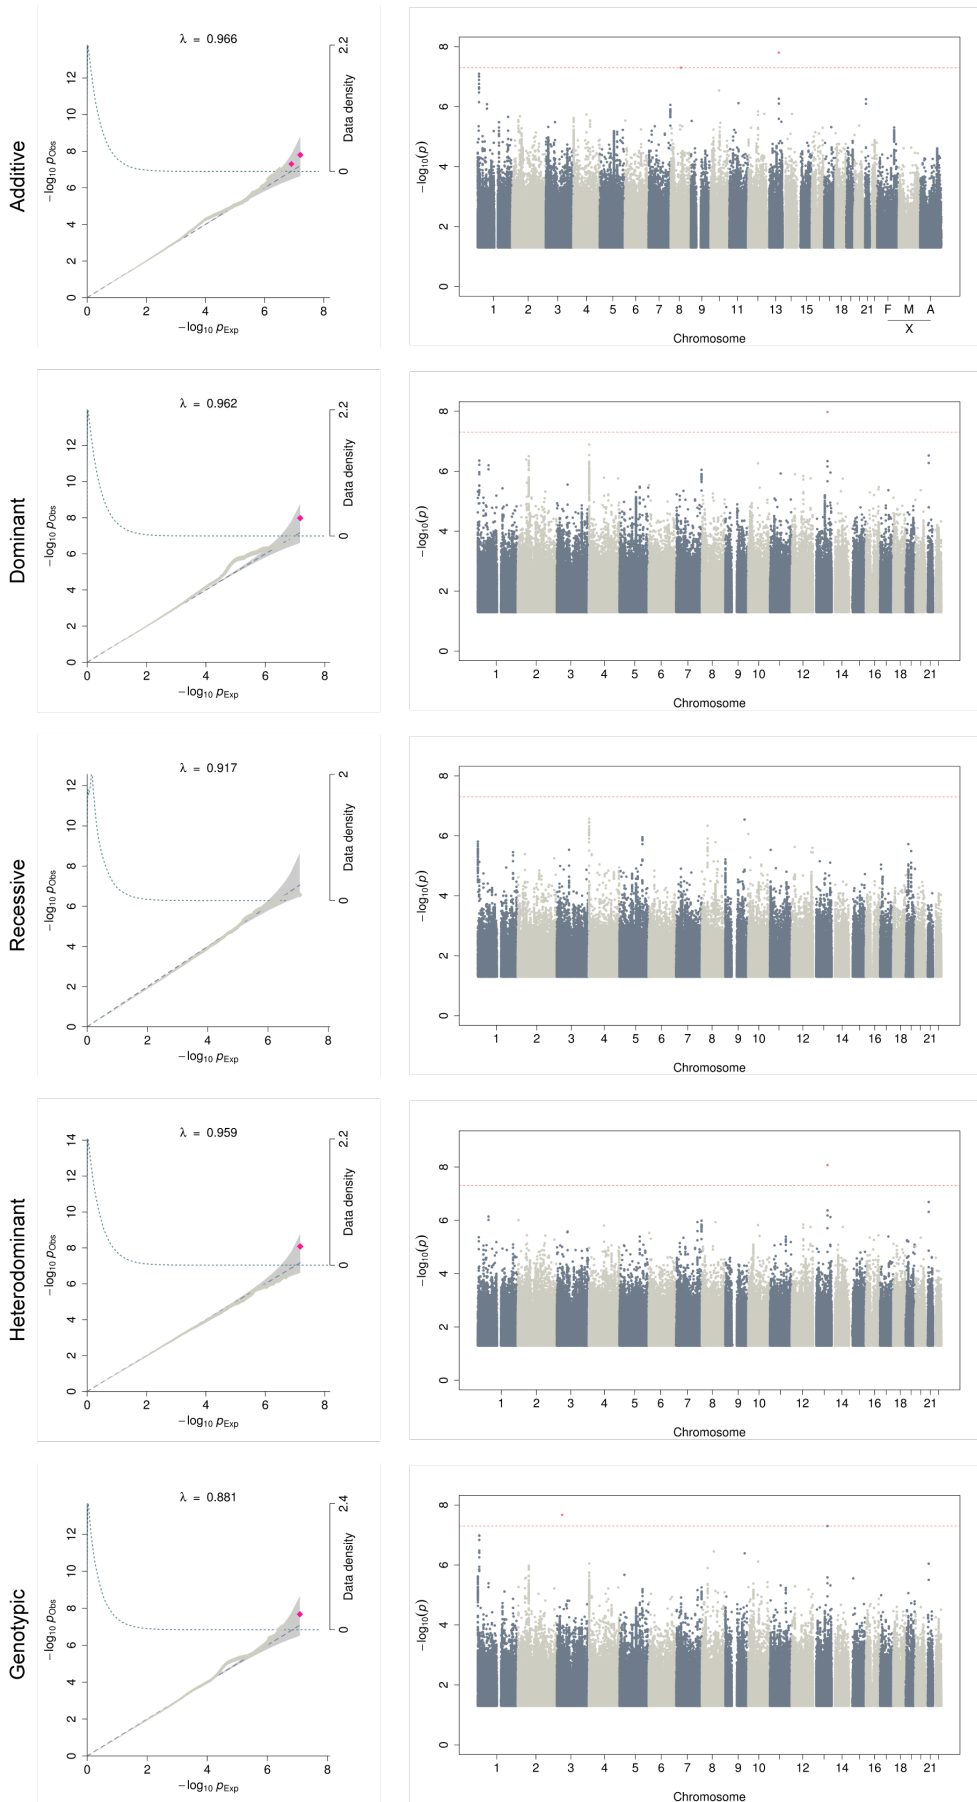 Additive
λ = 0.966
−log10 pObs
0 2 4 6 8 10 12
Data density
0 2.2
0 2 4 6 8
−log10 pExp
−log10(p)
0 2 4 6 8
1 2 3 4 5 6 7 8 9 11 13 15 18 21 F M A
X
Chromosome
Dominant
λ = 0.962
−log10 pObs
0 2 4 6 8 10 12
Data density
0 2.2
0 2 4 6 8
−log10 pExp
−log10(p)
0 2 4 6 8
1 2 3 4 5 6 7 8 9 10 12 14 16 18 21
Chromosome
Recessive
λ = 0.917
−log10 pObs
0 2 4 6 8 10 12
Data density
0 2
0 2 4 6 8
−log10 pExp
−log10(p)
0 2 4 6 8
1 2 3 4 5 6 7 8 9 10 12 14 16 18 21
Chromosome
Heterodominant
λ = 0.959
−log10 pObs
0 2 4 6 8 10 12 14
Data density
0 2.2
0 2 4 6 8
−log10 pExp
−log10(p)
0 2 4 6 8
1 2 3 4 5 6 7 8 9 10 12 14 16 18 21
Chromosome
Genotypic
λ = 0.881
−log10 pObs
0 2 4 6 8 10 12
Data density
0 2.4
0 2 4 6 8
−log10 pExp
−log10(p)
0 2 4 6 8
1 2 3 4 5 6 7 8 9 10 12 14 16 18 21
Chromosome